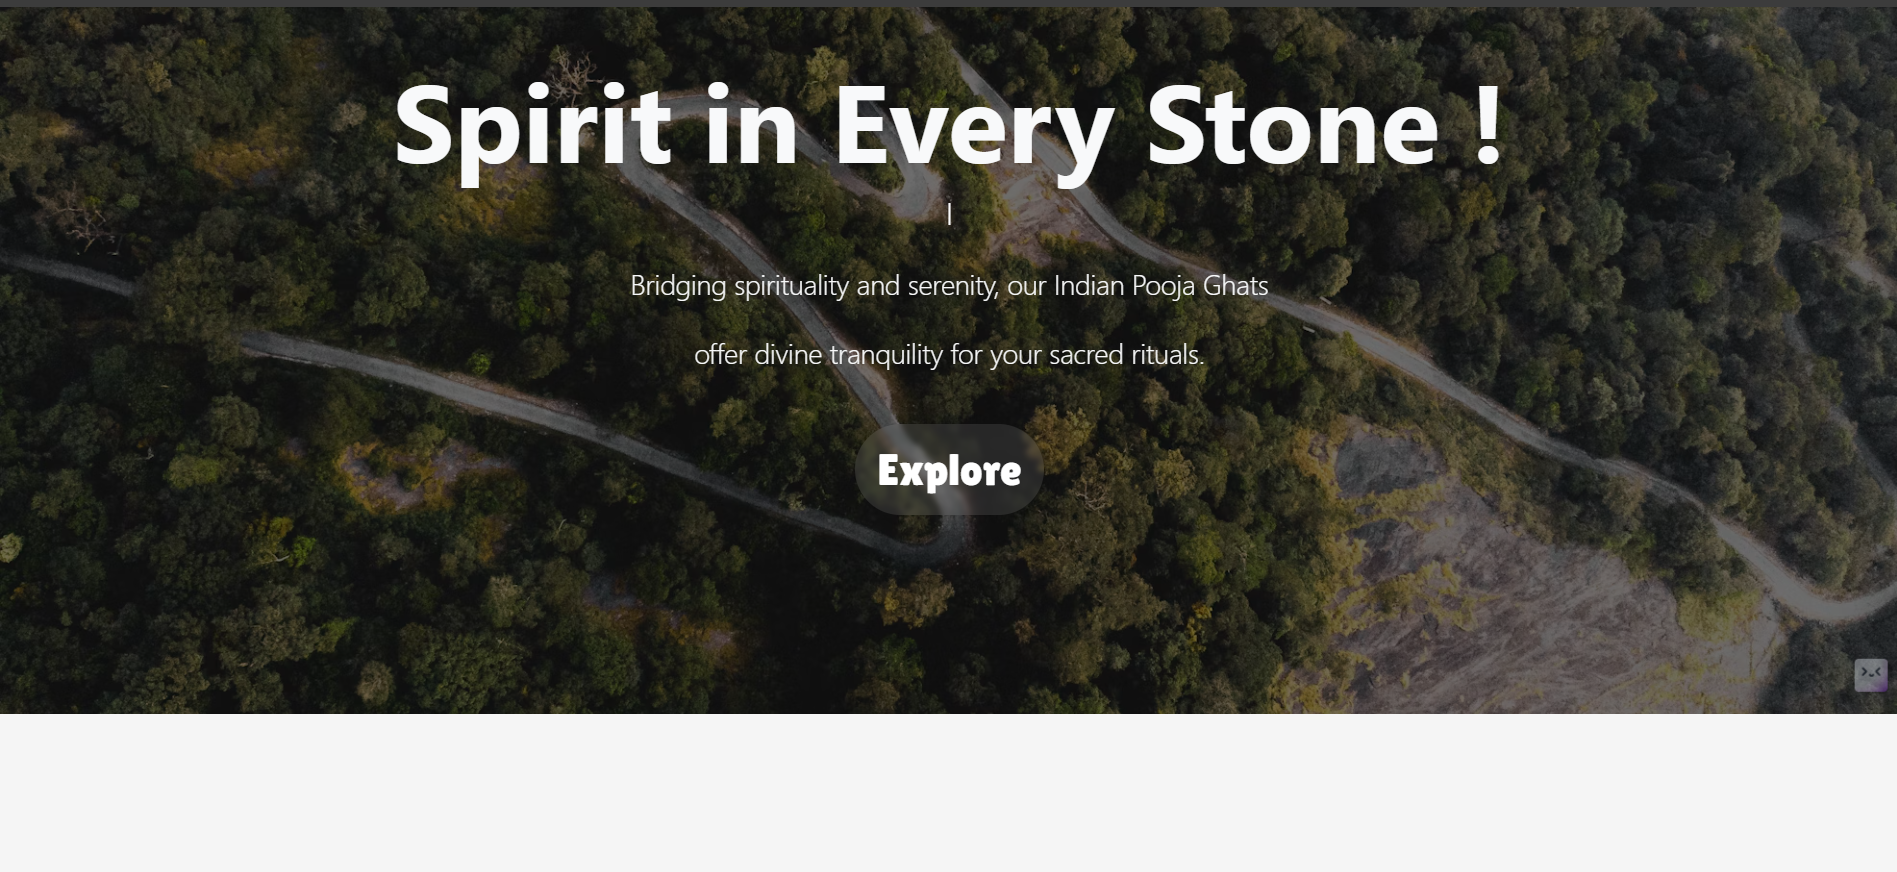 Spirit in Every Stone !
|
Bridging spirituality and serenity, our Indian Pooja Ghats
offer divine tranquility for your sacred rituals.
Explore